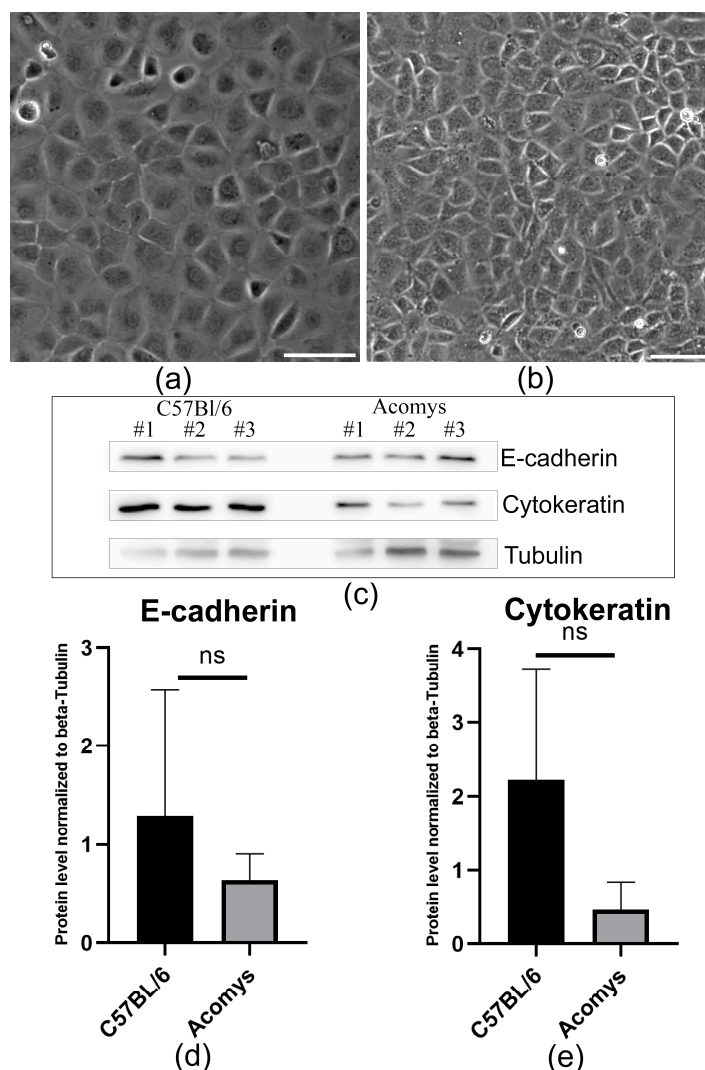 (a) (b)
C57Bl/6 Acomys
#1 #2 #3 #1 #2 #3
E-cadherin
Cytokeratin
Tubulin
(c)
E-cadherin
ns
Protein level normalized to beta-Tubulin
3
2
1
0
C57BL/6
Acomys
(d)
Cytokeratin
ns
Protein level normalized to beta-Tubulin
4
3
2
1
0
C57BL/6
Acomys
(e)